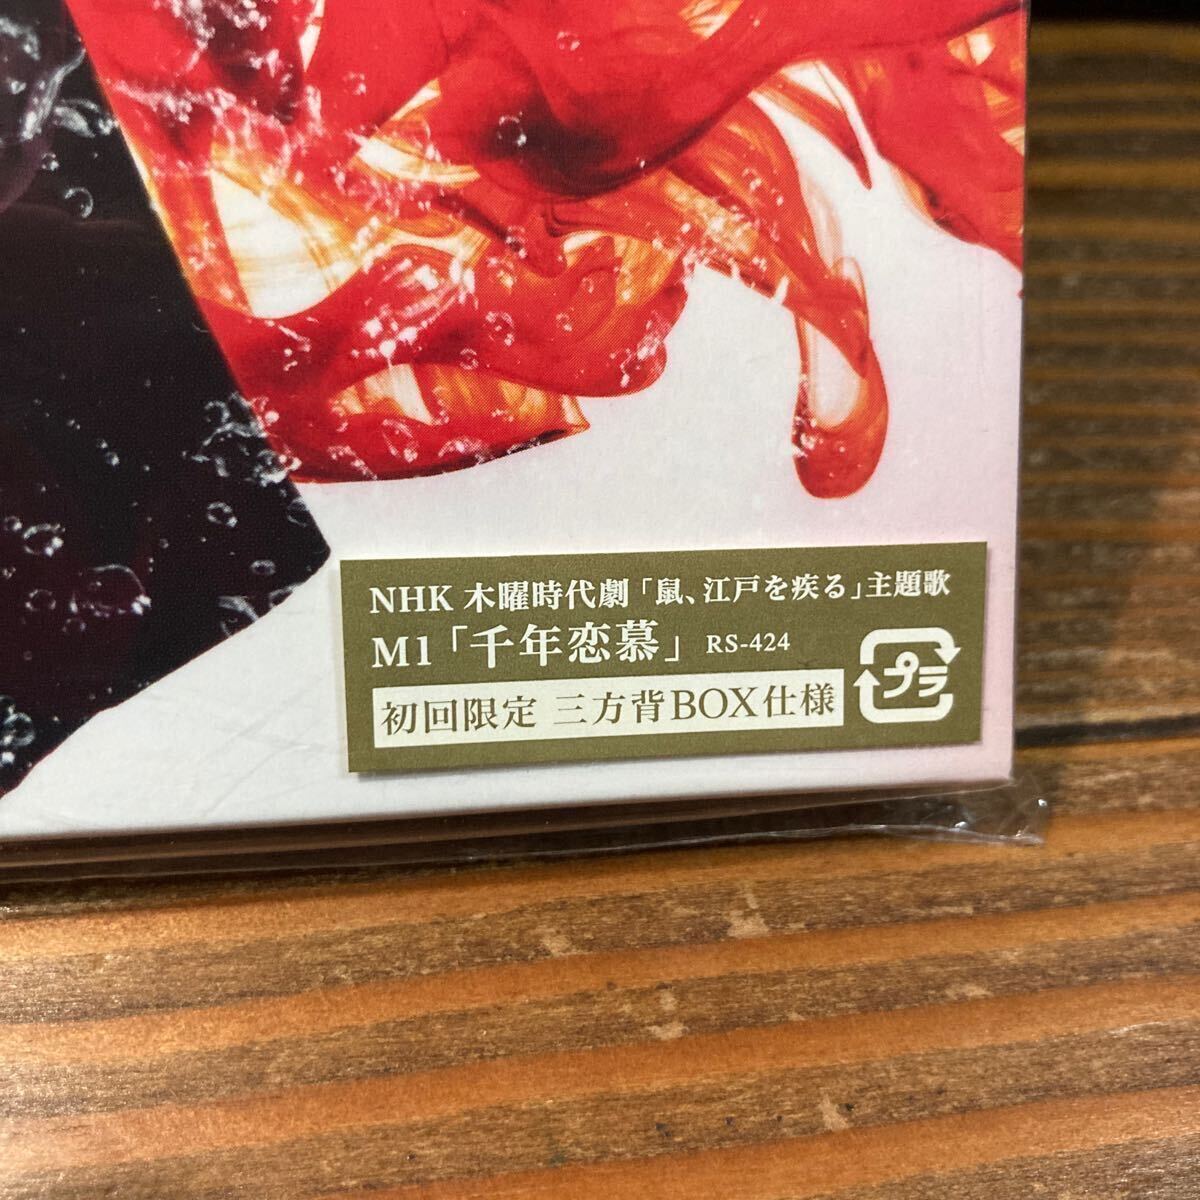 NHK 木曜時代劇「鼠、江戸を疾る」主題歌
M1「千年恋慕」 RS-424
初回限定 三方背BOX仕様
プラ